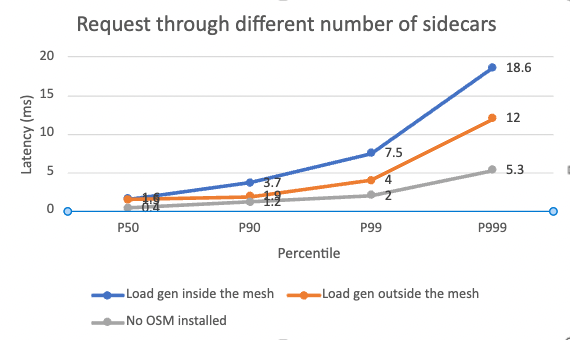 Request through different number of sidecars
20
15
10
5
0
Latency (ms)
18.6
12
7.5
5.3
4
3.7
2
1.9
1.2
1.6
0.4
P50 P90 P99 P999
Percentile
Load gen inside the mesh Load gen outside the mesh
No OSM installed